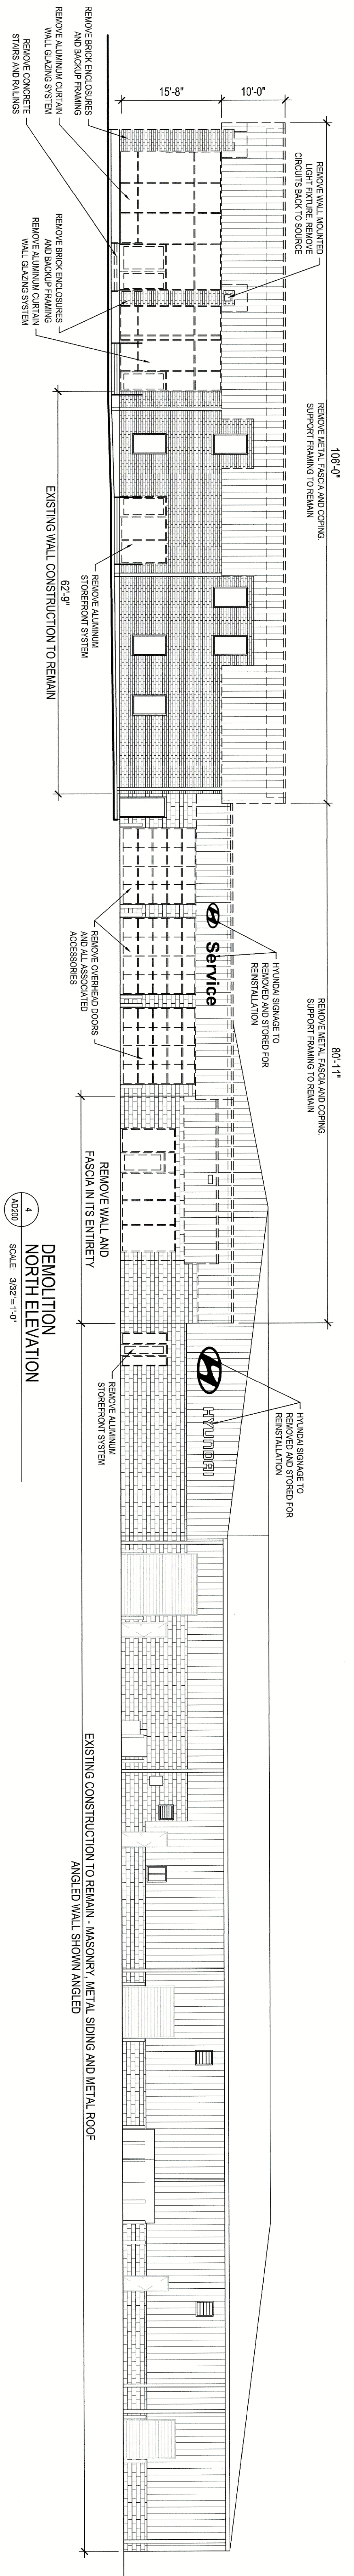 REMOVE WALL MOUNTED
LIGHT FIXTURE. REMOVE
CIRCUITS BACK TO SOURCE
106'-0"
REMOVE METAL FASCIA AND COPING.
SUPPORT FRAMING TO REMAIN
80'-11"
REMOVE METAL FASCIA AND COPING.
SUPPORT FRAMING TO REMAIN
HYUNDAI SIGNAGE TO
REMOVED AND STORED FOR
REINSTALLATION
HYUNDAI SIGNAGE TO
REMOVED AND STORED FOR
REINSTALLATION
10'-0"
15'-8"
Service
HYUNDAI
REMOVE BRICK ENCLOSURES
AND BACKUP FRAMING
REMOVE ALUMINUM CURTAIN
WALL GLAZING SYSTEM
REMOVE CONCRETE
STAIRS AND RAILINGS
REMOVE BRICK ENCLOSURES
AND BACKUP FRAMING
REMOVE ALUMINUM CURTAIN
WALL GLAZING SYSTEM
REMOVE ALUMINUM
STOREFRONT SYSTEM
62'-9"
EXISTING WALL CONSTRUCTION TO REMAIN
REMOVE OVERHEAD DOORS
AND ALL ASSOCIATED
ACCESSORIES
REMOVE WALL AND
FASCIA IN ITS ENTIRETY
REMOVE ALUMINUM
STOREFRONT SYSTEM
EXISTING CONSTRUCTION TO REMAIN - MASONRY, METAL SIDING AND METAL ROOF
ANGLED WALL SHOWN ANGLED
4
AD200
DEMOLITION
NORTH ELEVATION
SCALE: 3/32"=1'-0"